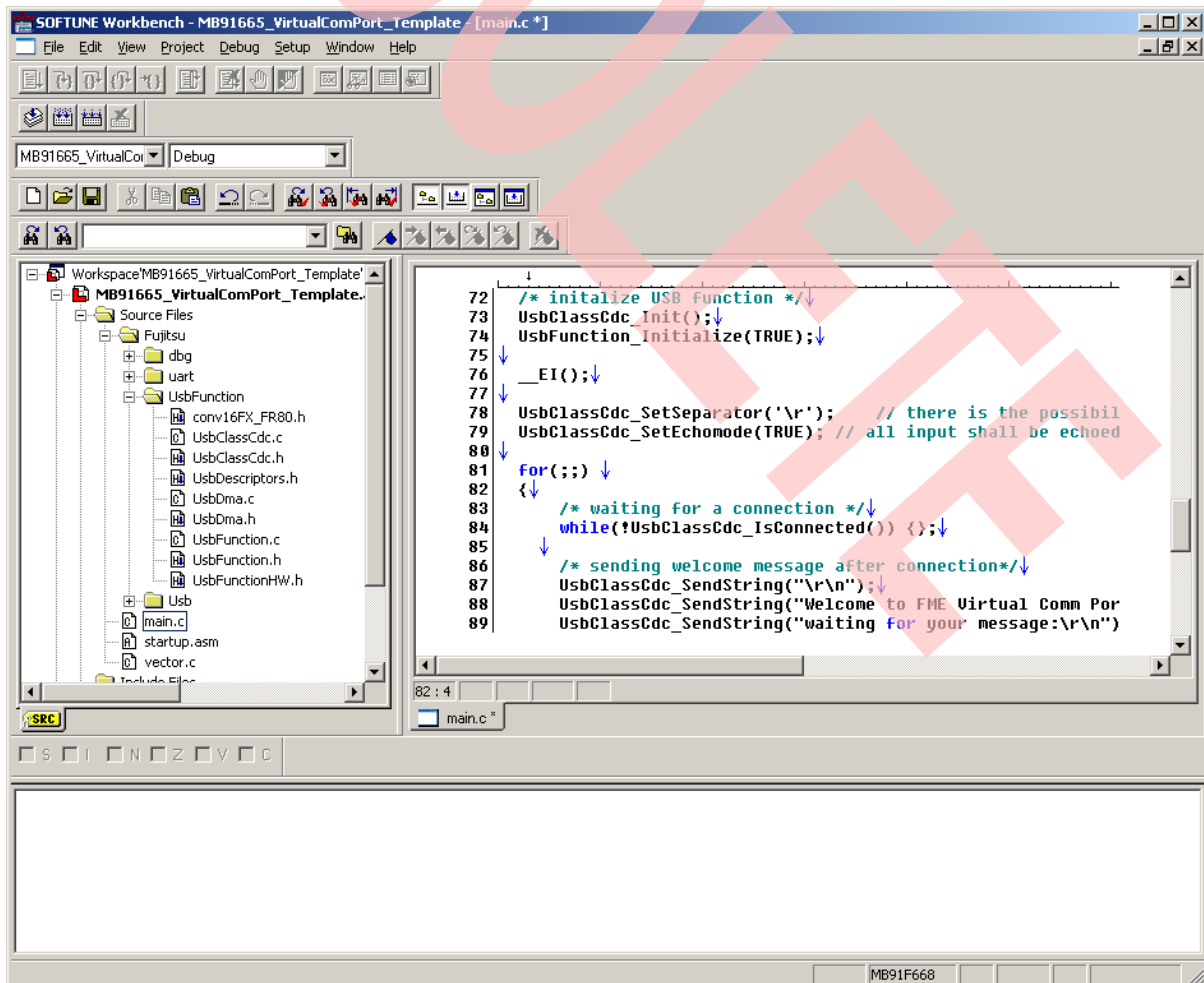 SOFTUNE Workbench - MB91665_VirtualComPort_Template - [main.c *]
File Edit View Project Debug Setup Window Help
MB91665_VirtualCo Debug
Workspace'MB91665_VirtualComPort_Template'
MB91665_VirtualComPort_Template.
Source Files
Fujitsu
dbg
uart
UsbFunction
conv16FX_FR80.h
UsbClassCdc.c
UsbClassCdc.h
UsbDescriptors.h
UsbDma.c
UsbDma.h
UsbFunction.c
UsbFunction.h
UsbFunctionHW.h
Usb
main.c
startup.asm
vector.c
Include Files
SRC
72 /* initalize USB function */
73 UsbClassCdc_Init();
74 UsbFunction_Initialize(TRUE);
75
76 __EI();
77
78 UsbClassCdc_SetSeparator('\r'); // there is the possibil
79 UsbClassCdc_SetEchomode(TRUE); // all input shall be echoed
80
81 for(;;)
82 {
83 /* waiting for a connection */
84 while(!UsbClassCdc_IsConnected()) {};
85
86 /* sending welcome message after connection*/
87 UsbClassCdc_SendString("\r\n");
88 UsbClassCdc_SendString("Welcome to FME Virtual Comm Por
89 UsbClassCdc_SendString("waiting for your message:\r\n")
82 : 4
main.c *
S I N Z V C
MB91F668